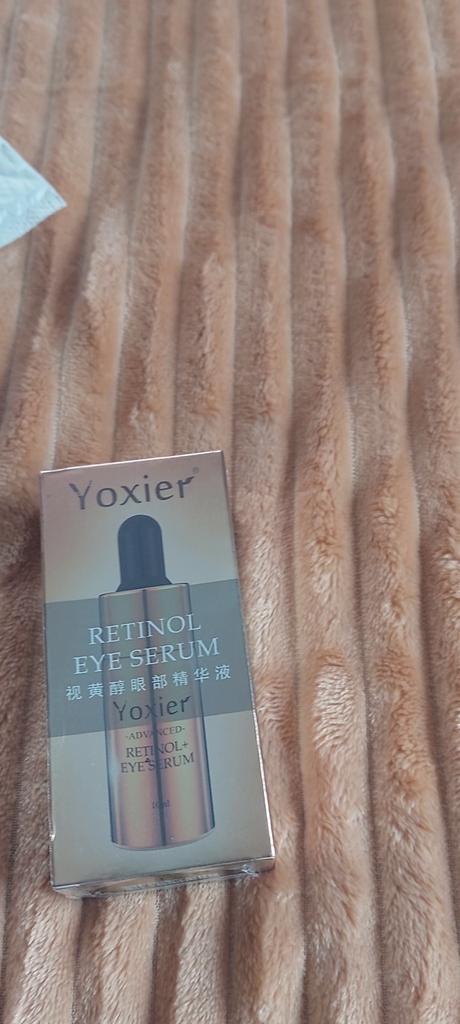 Yoxier®
RETINOL
EYE SERUM
视黄醇眼部精华液
Yoxier
-ADVANCED-
RETINOL+
EYE SERUM
10ml